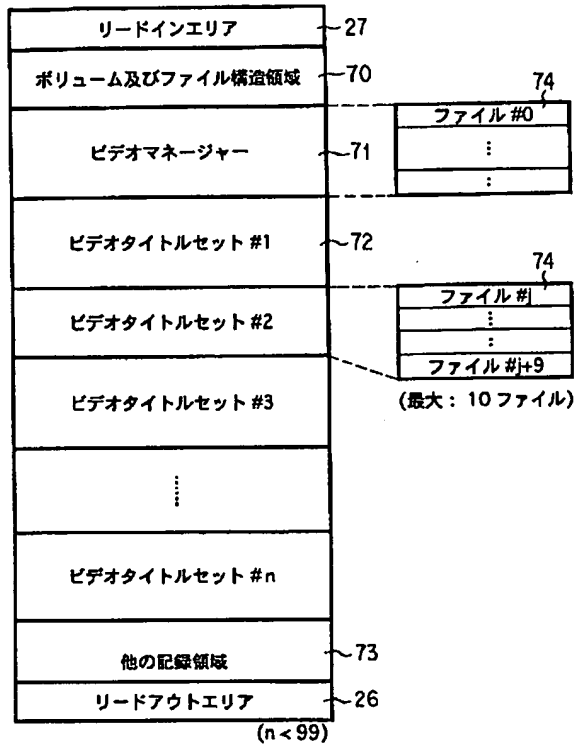 リードインエリア 27
ボリューム及びファイル構造領域 70
ビデオマネージャー 71
74
ファイル #0
⋮
:
ビデオタイトルセット #1 72
ビデオタイトルセット #2
74
ファイル #j
⋮
:
ファイル #j+9
(最大: 10 ファイル)
ビデオタイトルセット #3
⋮
ビデオタイトルセット #n
他の記録領域 73
リードアウトエリア 26
(n<99)